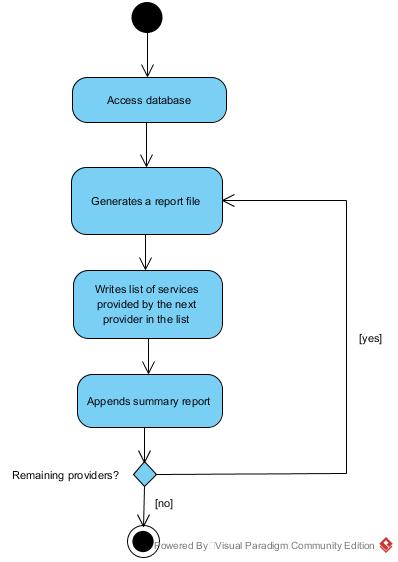 Access database
Generates a report file
Writes list of services
provided by the next
provider in the list
[yes]
Appends summary report
Remaining providers?
[no]
Powered By Visual Paradigm Community Edition